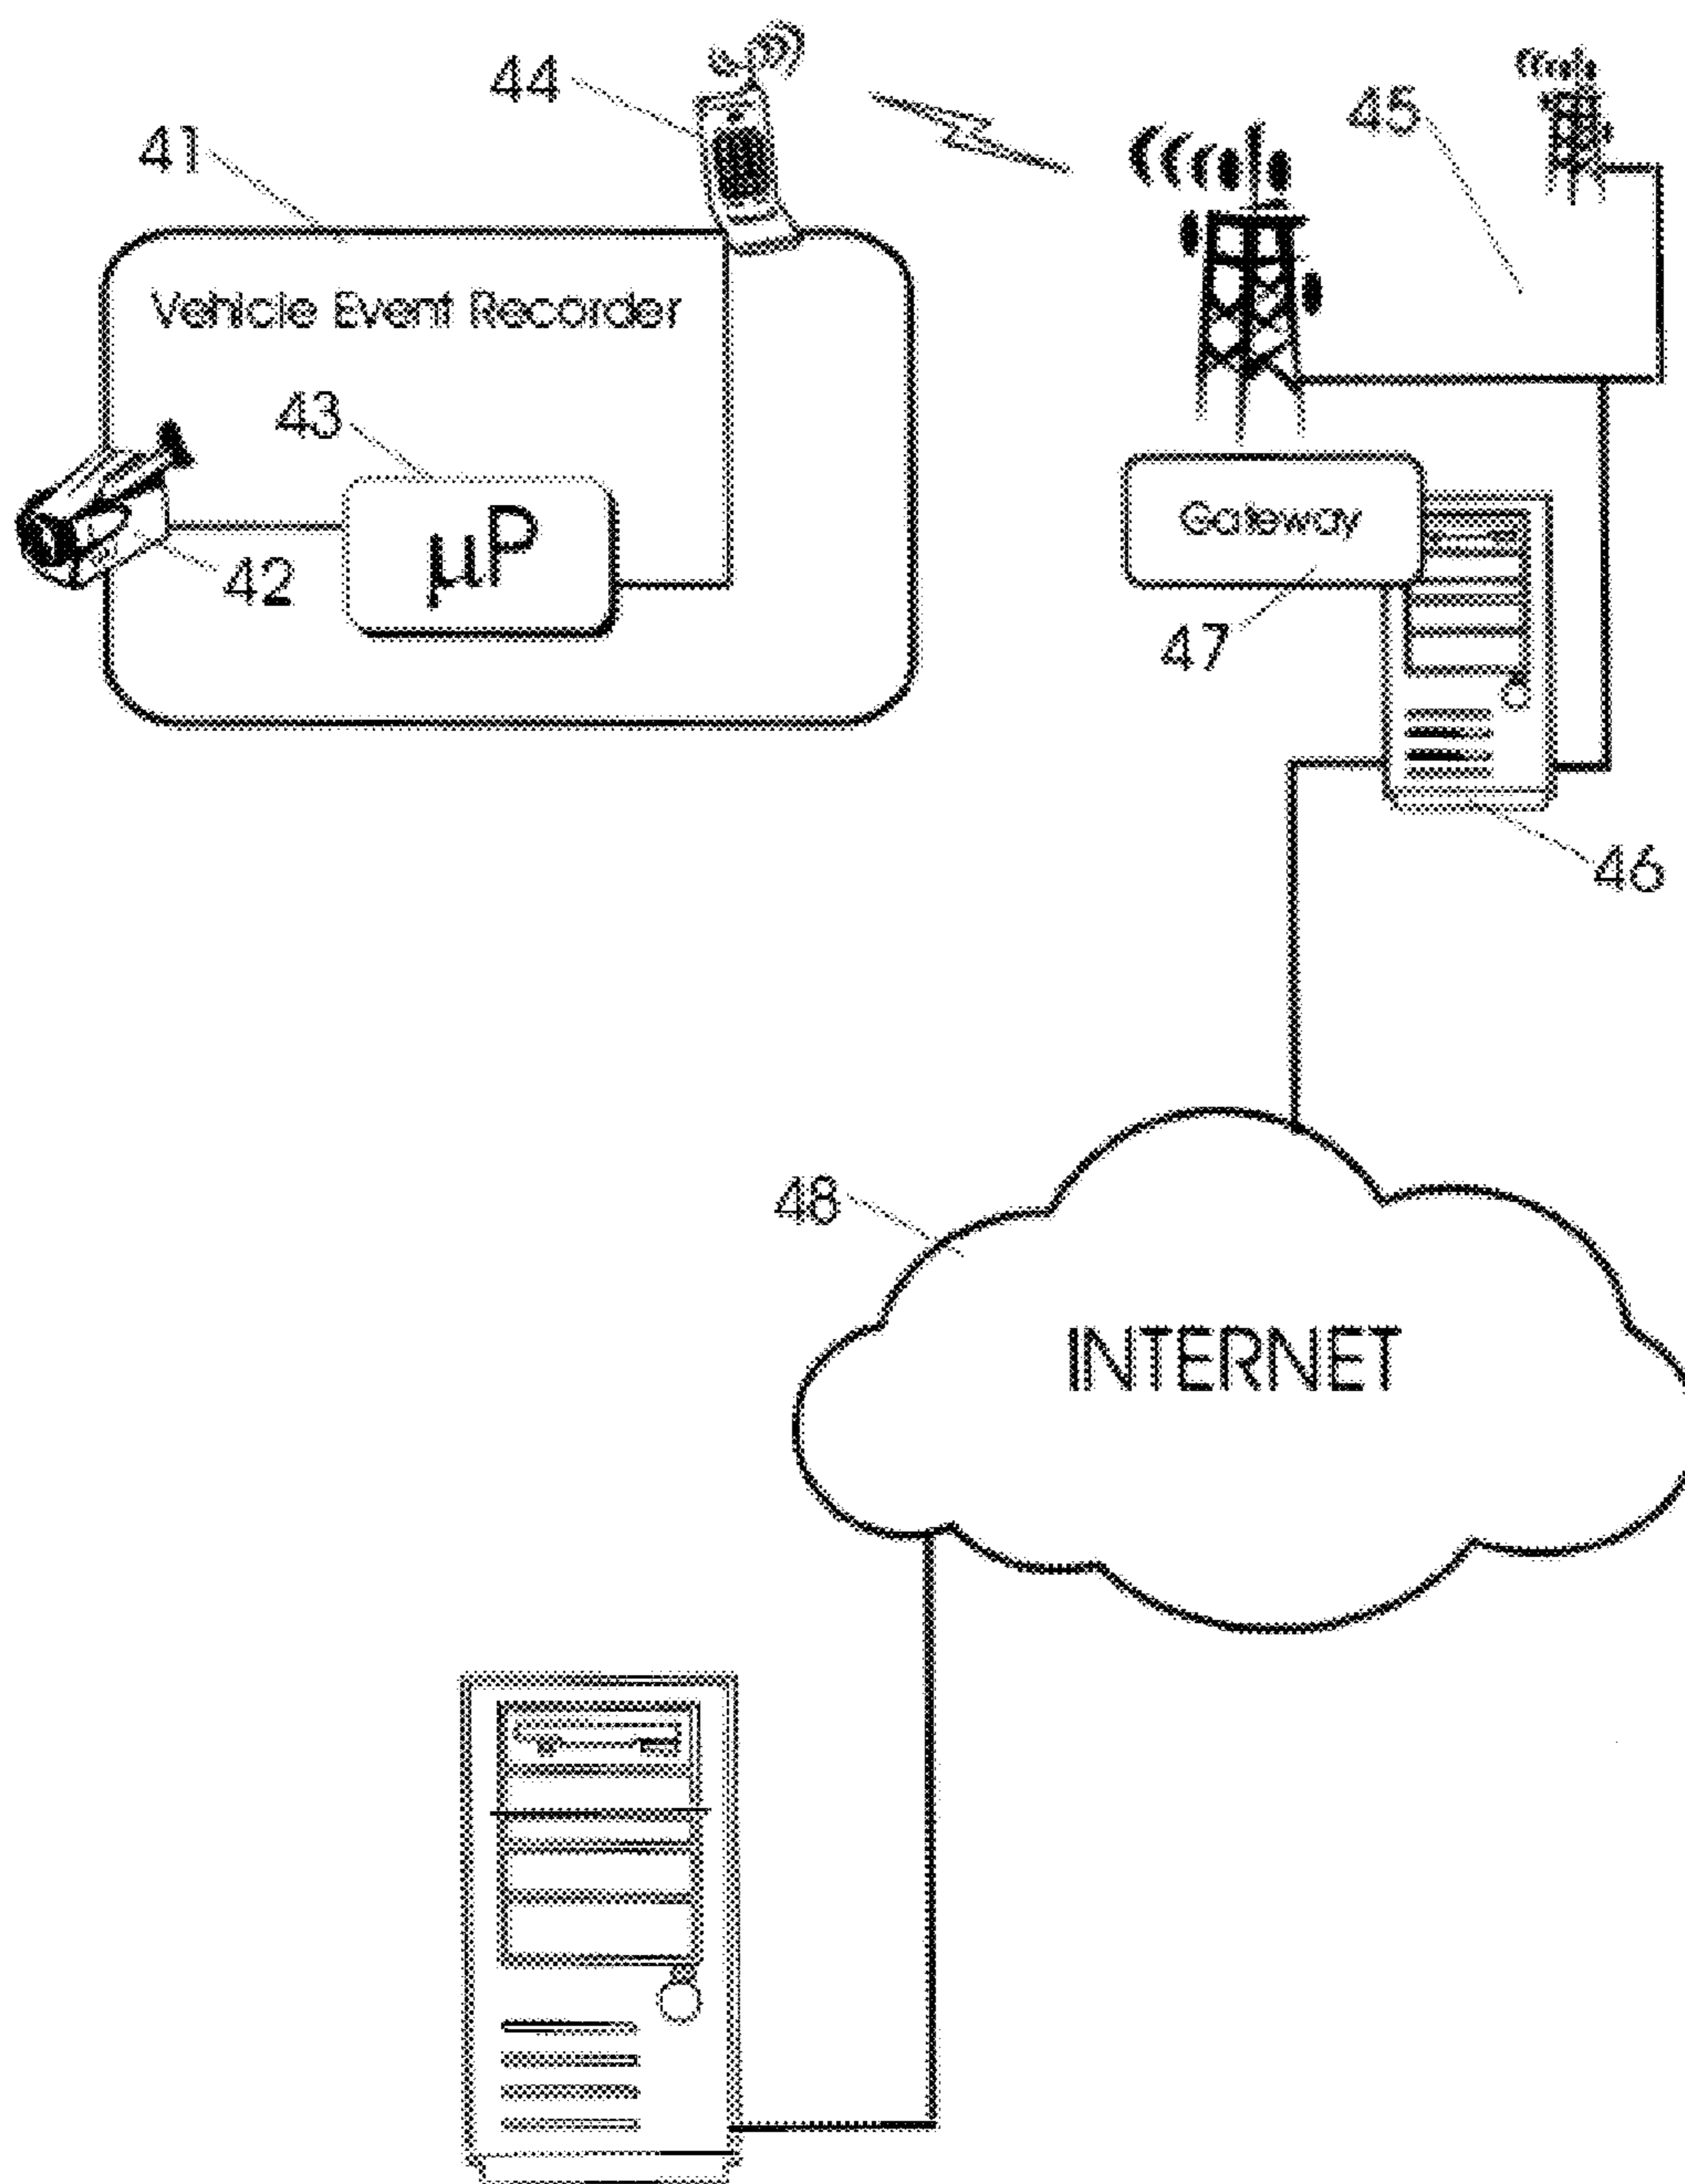 44
45
41
Vehicle Event Recorder
43
μP
42
Gateway
47
46
48
INTERNET